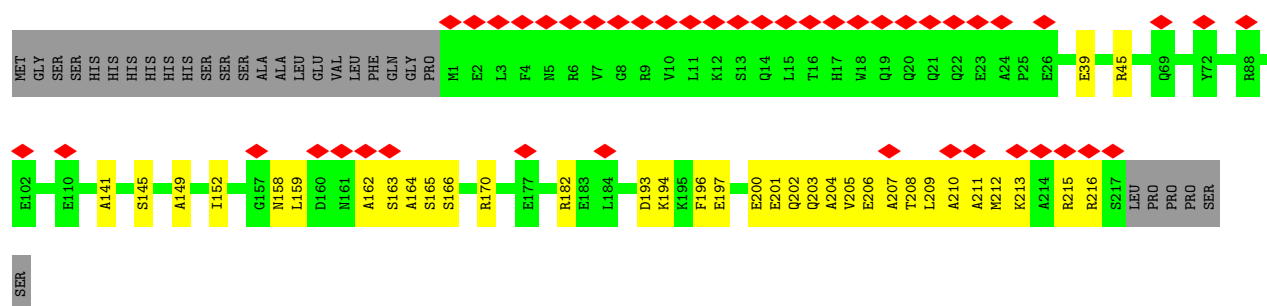 MET GLY SER SER HIS HIS HIS HIS HIS HIS SER SER SER ALA ALA LEU GLU VAL LEU PHE GLN GLY PRO M1 E2 L3 F4 N5 R6 V7 G8 R9 V10 L11 K12 S13 Q14 L15 T16 H17 W18 Q19 Q20 Q21 Q22 E23 A24 P25 E26 E39 R45 Q69 Y72 R88
E102 E110 A141 S145 A149 I152 G157 N158 L159 D160 N161 A162 S163 A164 S165 S166 R170 E177 R182 E183 L184 D193 K194 K195 F196 E197 E200 E201 Q202 Q203 A204 V205 E206 A207 T208 L209 A210 A211 M212 K213 A214 R215 R216 S217 LEU PRO PRO PRO SER
SER